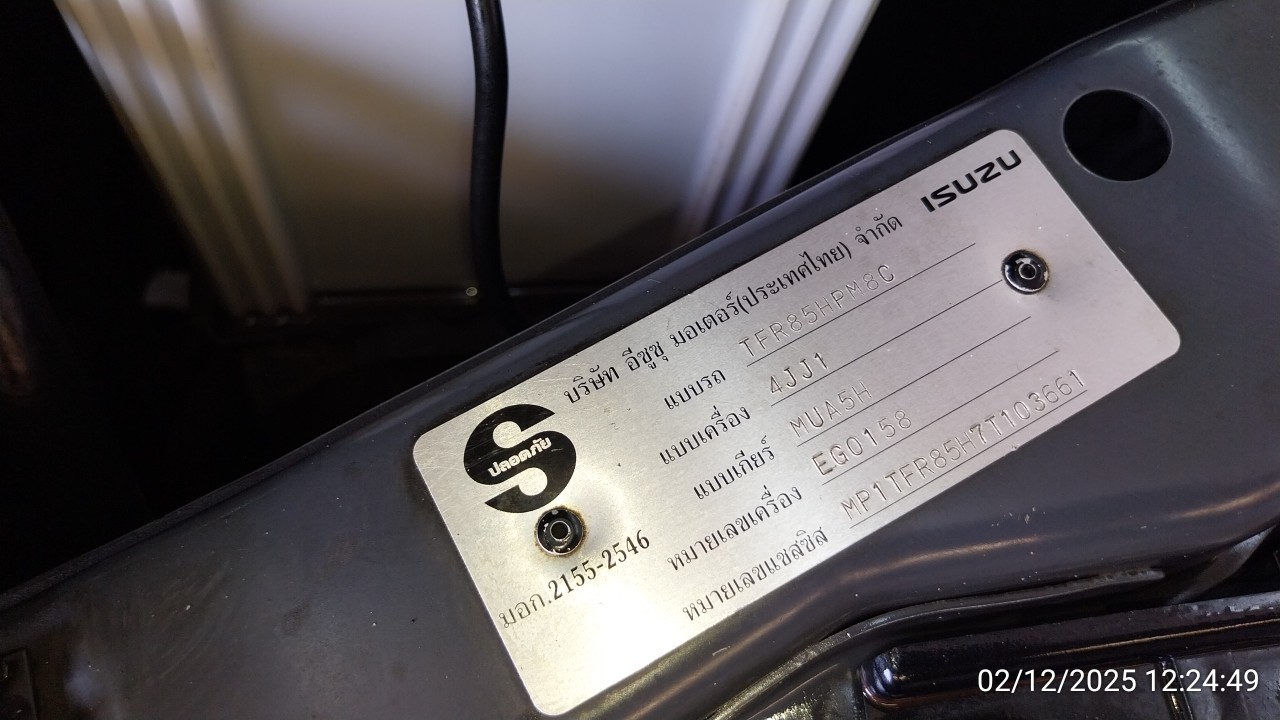 ISUZU
บริษัท อีซูซุ มอเตอร์(ประเทศไทย) จำกัด
แบบรถ TFR85HPM8C
แบบเครื่อง 4JJ1
แบบเกียร์ MUA5H
หมายเลขเครื่อง EG0158
หมายเลขแชสซิส MP1TFR85H7T103661
ปลอดภัย
มอก.2155-2546
02/12/2025 12:24:49